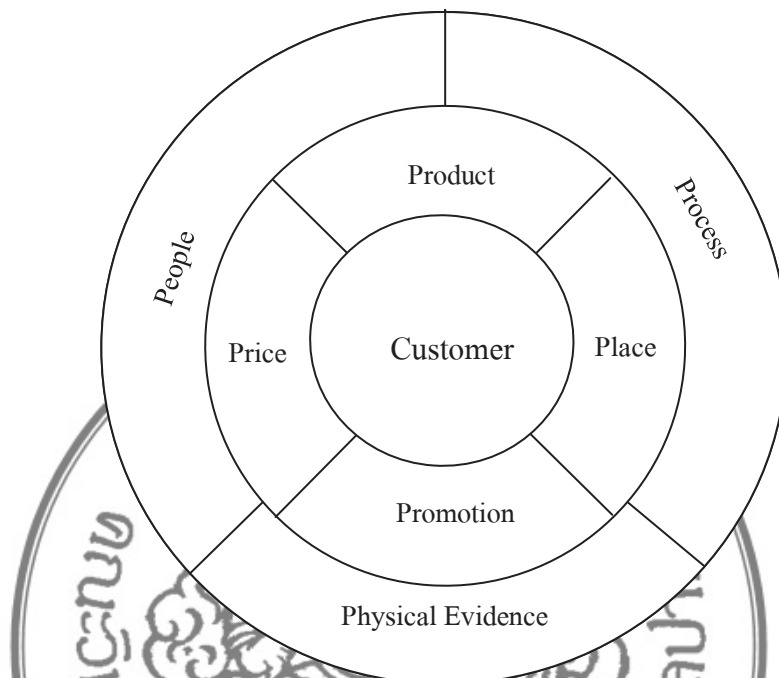 Product
Process
People
Price
Customer
Place
Promotion
Physical Evidence